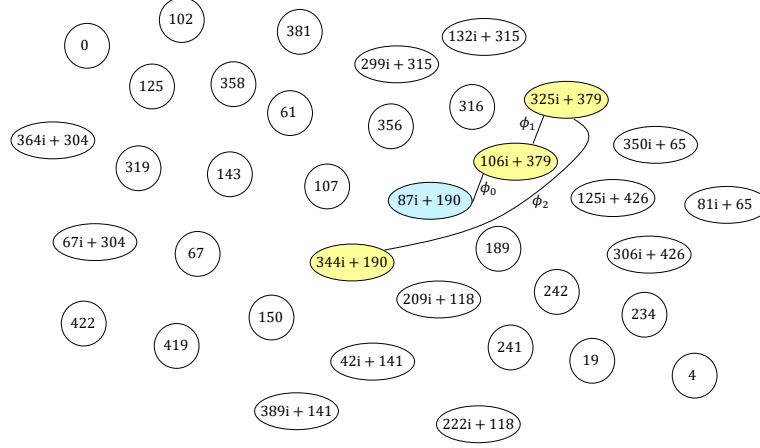 102
0
381
132i + 315
299i + 315
125
358
325i + 379
316
61
ϕ₁
356
364i + 304
350i + 65
106i + 379
319
143
107
ϕ₀
87i + 190
ϕ₂
125i + 426
81i + 65
67i + 304
67
189
306i + 426
344i + 190
242
209i + 118
234
150
422
419
241
42i + 141
19
4
389i + 141
222i + 118